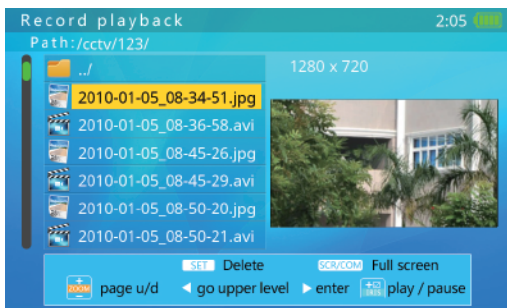 Record playback 2:05
Path:/cctv/123/
../ 1280 x 720
2010-01-05_08-34-51.jpg
2010-01-05_08-36-58.avi
2010-01-05_08-45-26.jpg
2010-01-05_08-45-29.avi
2010-01-05_08-50-20.jpg
2010-01-05_08-50-21.avi
SET Delete SCR/COM Full screen
ZOOM page u/d go upper level enter play / pause